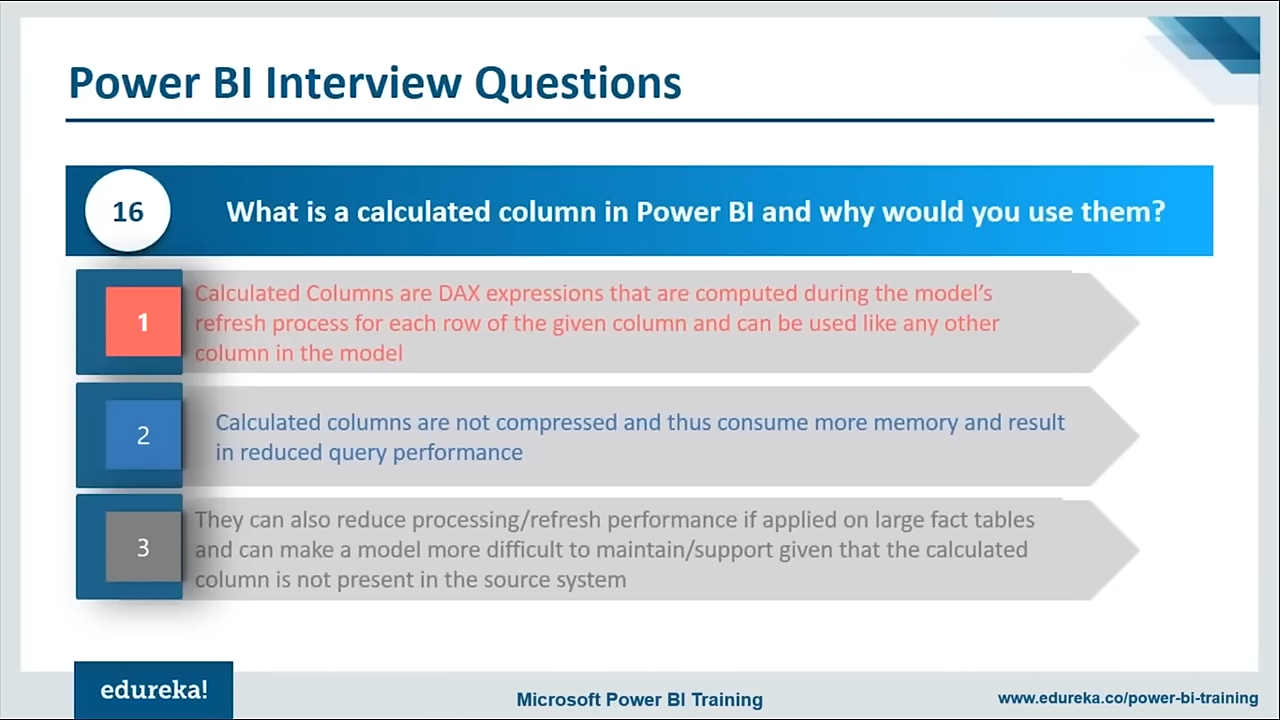 Power BI Interview Questions
16
What is a calculated column in Power BI and why would you use them?
1
Calculated Columns are DAX expressions that are computed during the model’s
refresh process for each row of the given column and can be used like any other
column in the model
2
Calculated columns are not compressed and thus consume more memory and result
in reduced query performance
3
They can also reduce processing/refresh performance if applied on large fact tables
and can make a model more difficult to maintain/support given that the calculated
column is not present in the source system
edureka!
Microsoft Power BI Training
www.edureka.co/power-bi-training